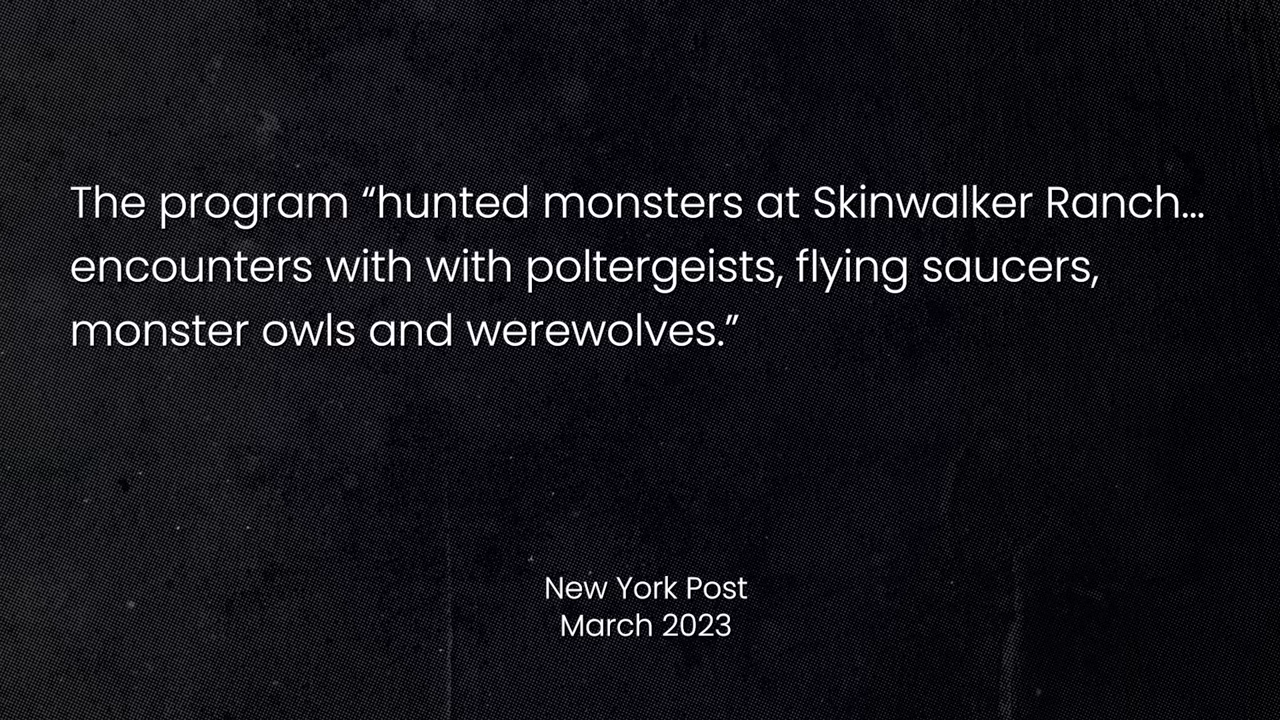 The program “hunted monsters at Skinwalker Ranch...
encounters with with poltergeists, flying saucers,
monster owls and werewolves.”
New York Post
March 2023